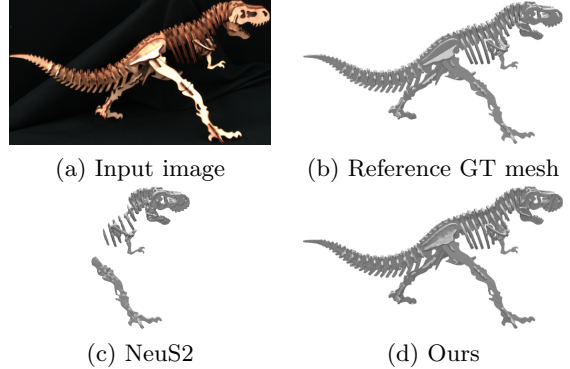 (a) Input image
(b) Reference GT mesh
(c) NeuS2
(d) Ours